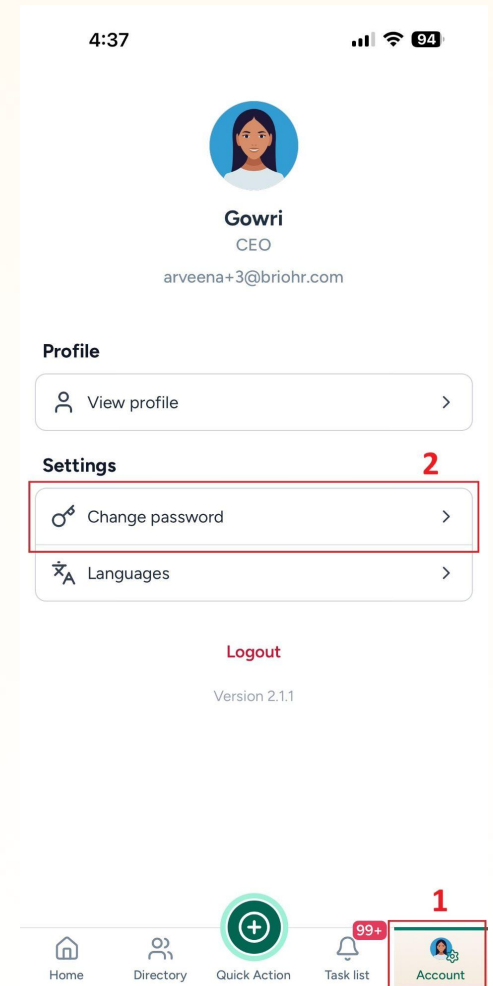 4:37
94
Gowri
CEO
arveena+3@briohr.com
Profile
View profile
Settings
2
Change password
Languages
Logout
Version 2.1.1
1
99+
Home Directory Quick Action Task list Account